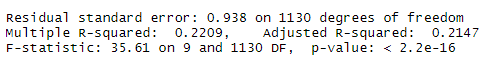 Residual standard error: 0.938 on 1130 degrees of freedom
Multiple R-squared:  0.2209,    Adjusted R-squared:  0.2147
F-statistic: 35.61 on 9 and 1130 DF,  p-value: < 2.2e-16